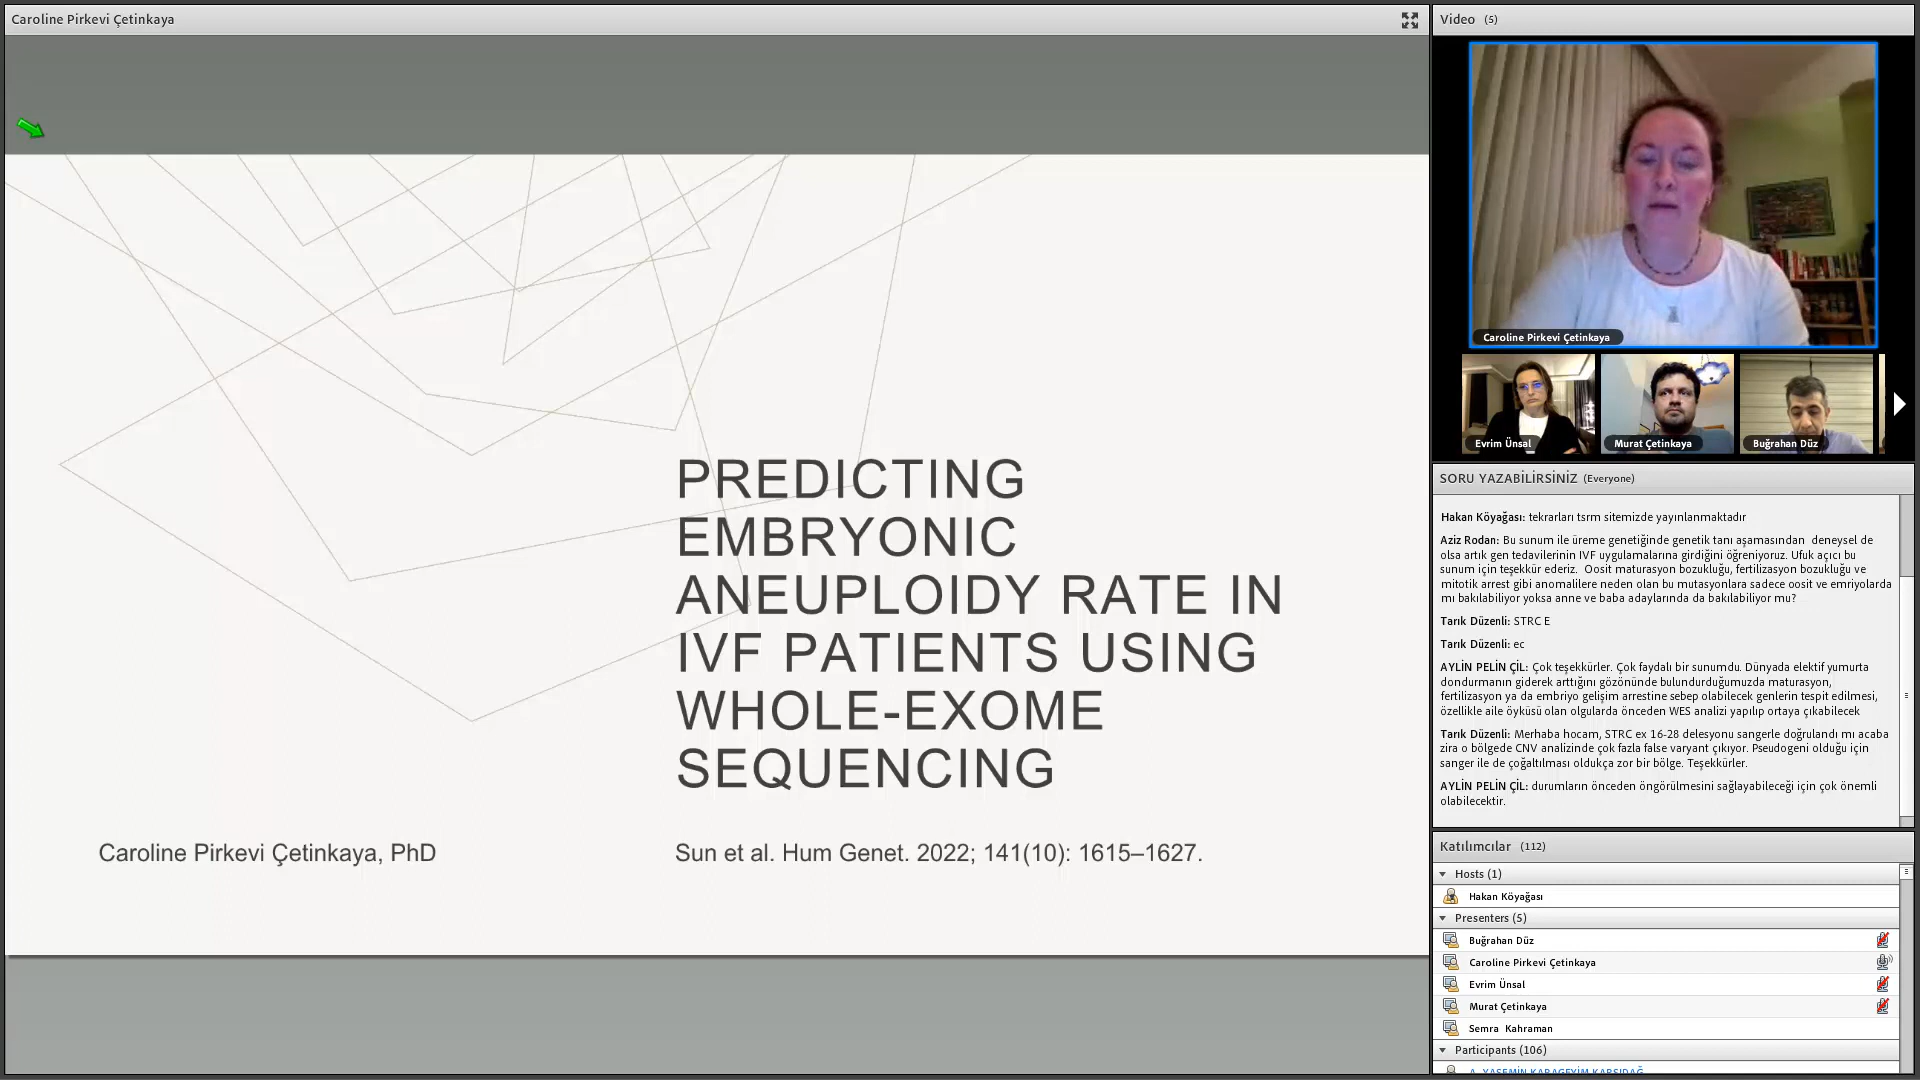 Caroline Pirkevi Çetinkaya
PREDICTING
EMBRYONIC
ANEUPLOIDY RATE IN
IVF PATIENTS USING
WHOLE-EXOME
SEQUENCING
Caroline Pirkevi Çetinkaya, PhD
Sun et al. Hum Genet. 2022; 141(10): 1615–1627.
Video (5)
Caroline Pirkevi Çetinkaya
Evrim Ünsal
Murat Çetinkaya
Buğrahan Düz
SORU YAZABİLİRSİNİZ (Everyone)
Hakan Köyağası: tekrarları tsrm sitemizde yayınlanmaktadır
Aziz Rodan: Bu sunum ile üreme genetiğinde genetik tanı aşamasından deneysel de
olsa artık gen tedavilerinin IVF uygulamalarına girdiğini öğreniyoruz. Ufuk açıcı bu
sunum için teşekkür ederiz. Oosit maturasyon bozukluğu, fertilizasyon bozukluğu ve
mitotik arrest gibi anomalilere neden olan bu mutasyonlara sadece oosit ve emriyolarda
mı bakılabiliyor yoksa anne ve baba adaylarında da bakılabiliyor mu?
Tarık Düzenli: STRC E
Tarık Düzenli: ec
AYLİN PELİN ÇİL: Çok teşekkürler. Çok faydalı bir sunumdu. Dünyada elektif yumurta
dondurmanın giderek arttığını gözönünde bulundurduğumuzda maturasyon,
fertilizasyon ya da embriyo gelişim arrestine sebep olabilecek genlerin tespit edilmesi,
özellikle aile öyküsü olan olgularda önceden WES analizi yapılıp ortaya çıkabilecek
Tarık Düzenli: Merhaba hocam, STRC ex 16-28 delesyonu sangerle doğrulandı mı acaba
zira o bölgede CNV analizinde çok fazla false varyant çıkıyor. Pseudogeni olduğu için
sanger ile de çoğaltılması oldukça zor bir bölge. Teşekkürler.
AYLİN PELİN ÇİL: durumların önceden öngörülmesini sağlayabileceği için çok önemli
olabilecektir.
Katılımcılar (112)
Hosts (1)
Hakan Köyağası
Presenters (5)
Buğrahan Düz
Caroline Pirkevi Çetinkaya
Evrim Ünsal
Murat Çetinkaya
Semra Kahraman
Participants (106)